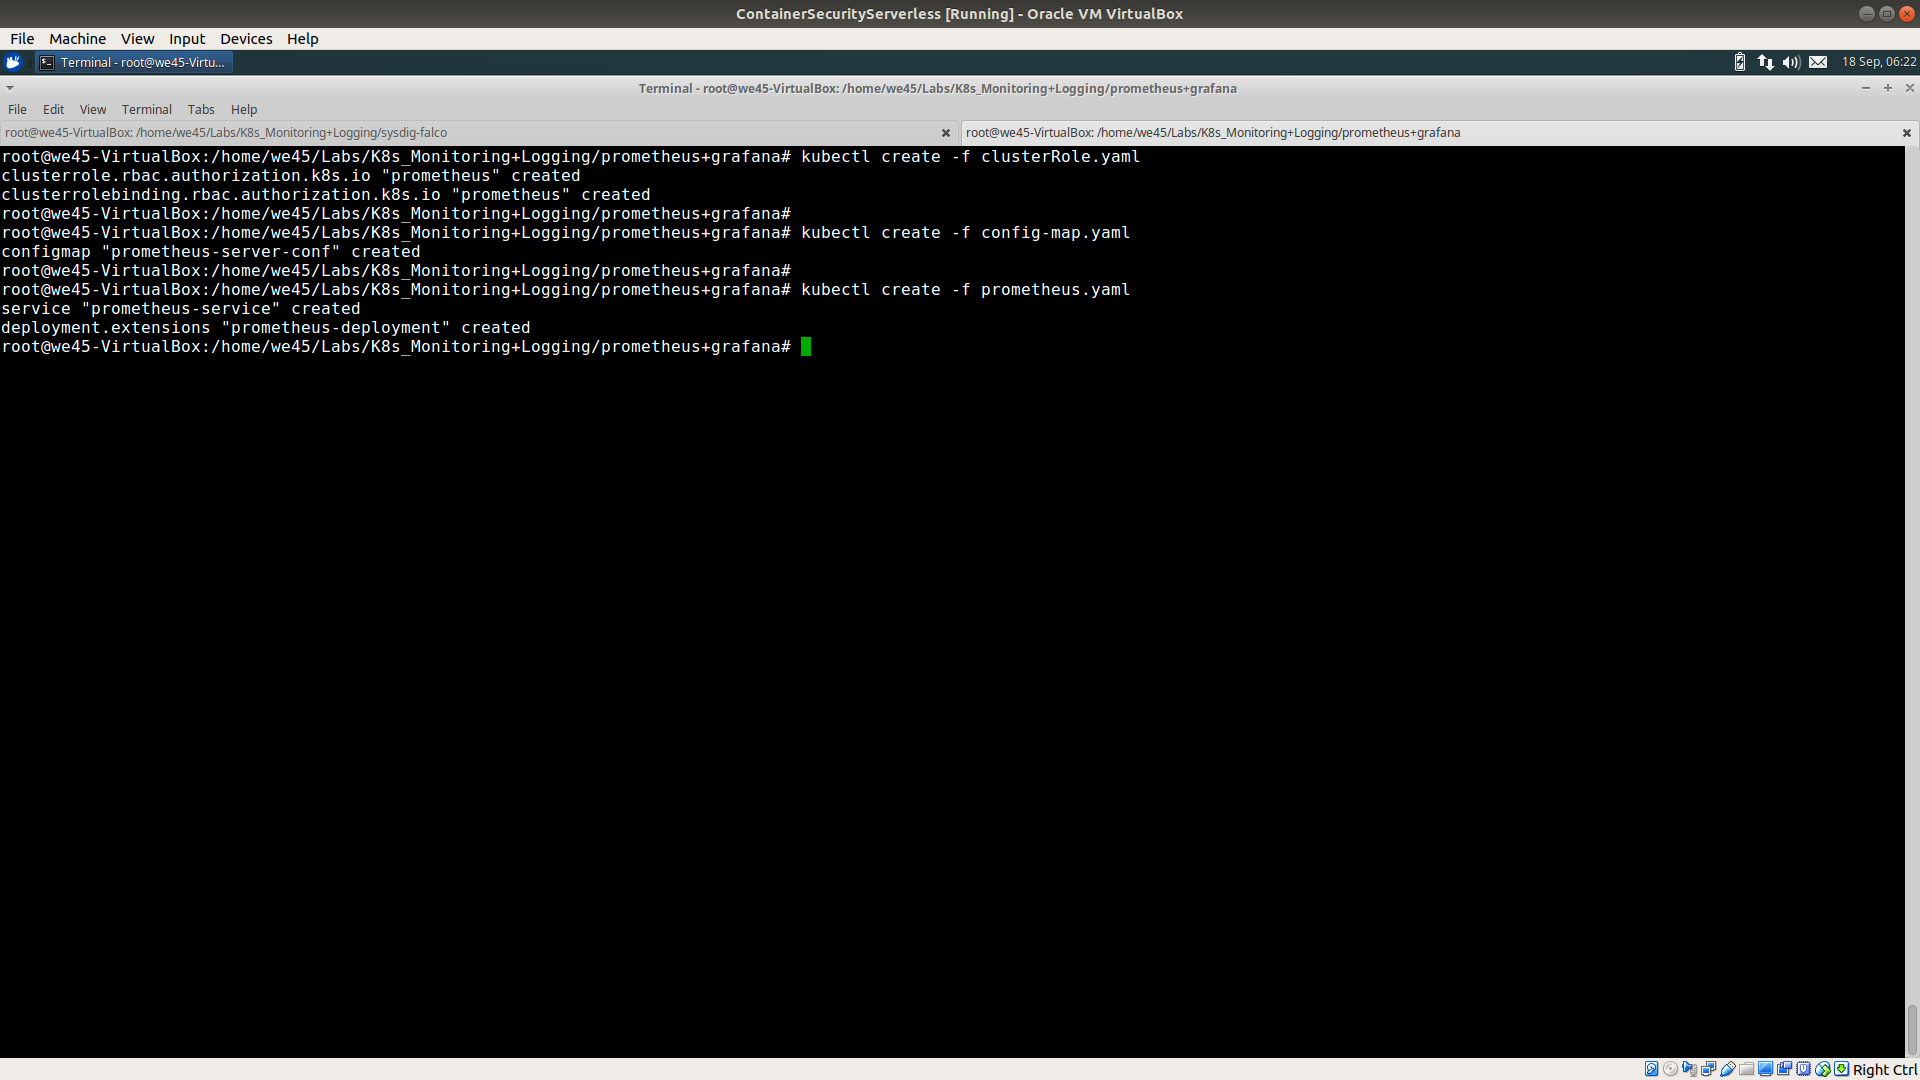 ContainerSecurityServerless [Running] - Oracle VM VirtualBox
File Machine View Input Devices Help
Terminal - root@we45-Virtu... 18 Sep, 06:22
Terminal - root@we45-VirtualBox: /home/we45/Labs/K8s_Monitoring+Logging/prometheus+grafana
File Edit View Terminal Tabs Help
root@we45-VirtualBox: /home/we45/Labs/K8s_Monitoring+Logging/sysdig-falco root@we45-VirtualBox: /home/we45/Labs/K8s_Monitoring+Logging/prometheus+grafana
root@we45-VirtualBox:/home/we45/Labs/K8s_Monitoring+Logging/prometheus+grafana# kubectl create -f clusterRole.yaml
clusterrole.rbac.authorization.k8s.io "prometheus" created
clusterrolebinding.rbac.authorization.k8s.io "prometheus" created
root@we45-VirtualBox:/home/we45/Labs/K8s_Monitoring+Logging/prometheus+grafana#
root@we45-VirtualBox:/home/we45/Labs/K8s_Monitoring+Logging/prometheus+grafana# kubectl create -f config-map.yaml
configmap "prometheus-server-conf" created
root@we45-VirtualBox:/home/we45/Labs/K8s_Monitoring+Logging/prometheus+grafana#
root@we45-VirtualBox:/home/we45/Labs/K8s_Monitoring+Logging/prometheus+grafana# kubectl create -f prometheus.yaml
service "prometheus-service" created
deployment.extensions "prometheus-deployment" created
root@we45-VirtualBox:/home/we45/Labs/K8s_Monitoring+Logging/prometheus+grafana#
Right Ctrl